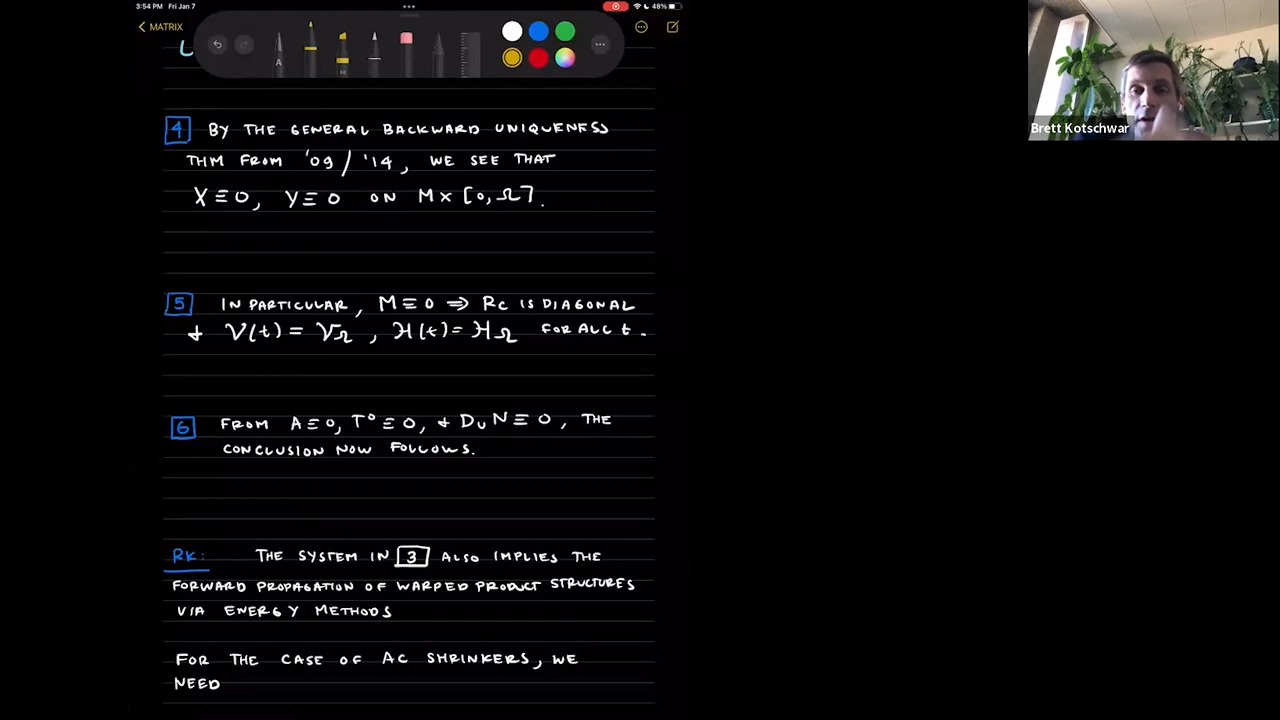 3:54 PM Fri Jan 7
48%
MATRIX
A
L
4 BY THE GENERAL BACKWARD UNIQUENESS
THM FROM '09 / '14, WE SEE THAT
X ≡ 0, Y ≡ 0 ON M × [0, Ω].
5 IN PARTICULAR, M ≡ 0 ⇒ Rc IS DIAGONAL
+ V(t) = V_Ω, H(t) = H_Ω FOR ALL t.
6 FROM A ≡ 0, T° ≡ 0, + D_U N ≡ 0, THE
CONCLUSION NOW FOLLOWS.
RK: THE SYSTEM IN 3 ALSO IMPLIES THE
FORWARD PROPAGATION OF WARPED PRODUCT STRUCTURES
VIA ENERGY METHODS
FOR THE CASE OF AC SHRINKERS, WE
NEED
Brett Kotschwar